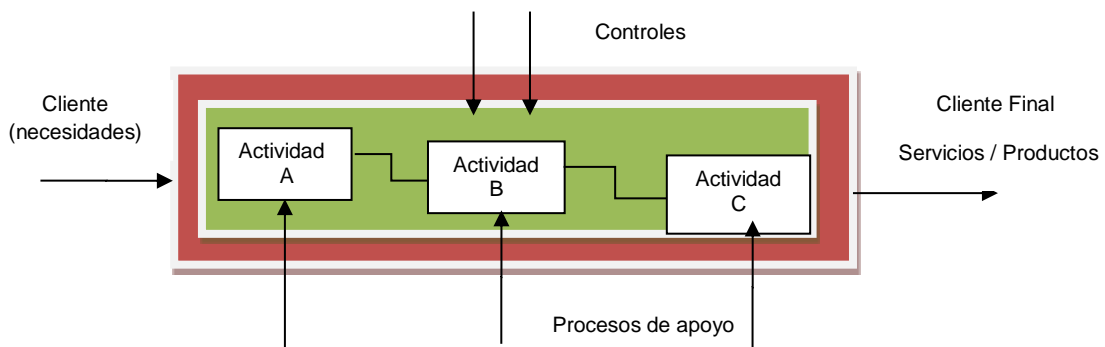 Controles
Cliente
(necesidades)
Cliente Final
Servicios / Productos
Actividad
A
Actividad
B
Actividad
C
Procesos de apoyo